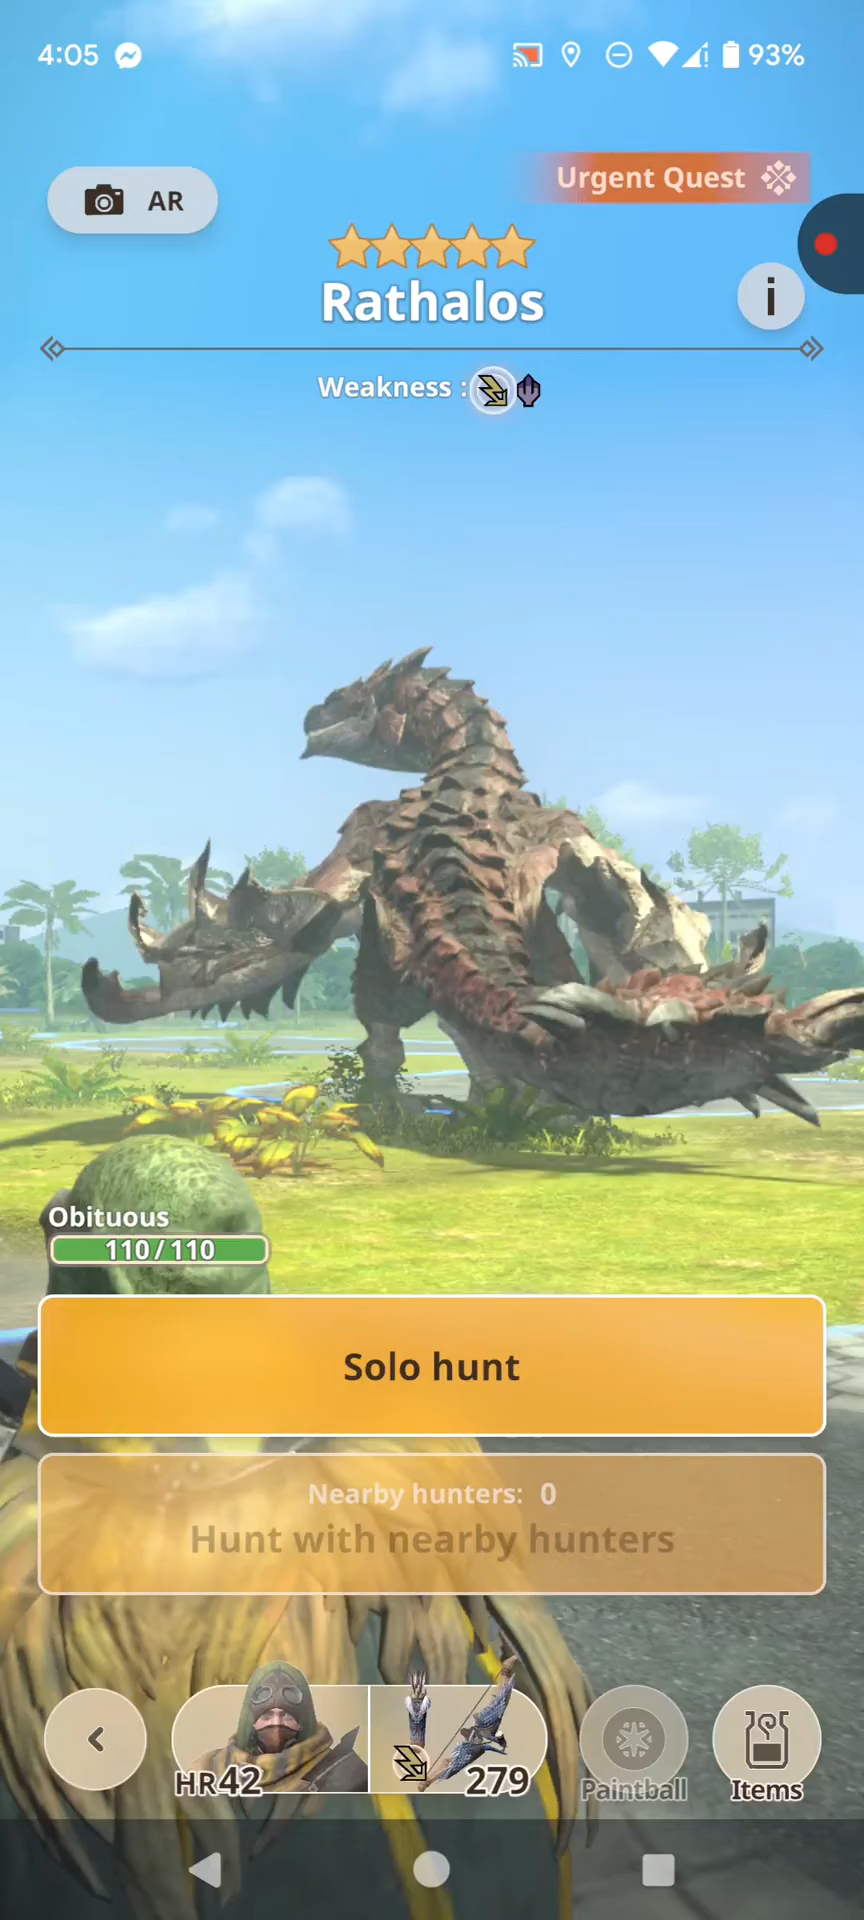 4:05
93%
Urgent Quest
AR
Rathalos
i
Weakness :
Obituous
110/110
Solo hunt
Nearby hunters: 0
Hunt with nearby hunters
HR42
279
Paintball
Items